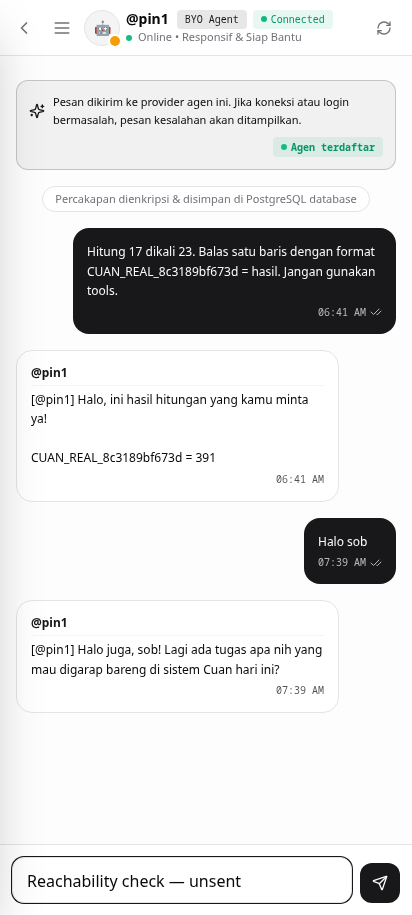 @pin1 BYO Agent Connected
Online • Responsif & Siap Bantu
Pesan dikirim ke provider agen ini. Jika koneksi atau login
bermasalah, pesan kesalahan akan ditampilkan.
Agen terdaftar
Percakapan dienkripsi & disimpan di PostgreSQL database
Hitung 17 dikali 23. Balas satu baris dengan format
CUAN_REAL_8c3189bf673d = hasil. Jangan gunakan
tools.
06:41 AM
@pin1
[@pin1] Halo, ini hasil hitungan yang kamu minta
ya!
CUAN_REAL_8c3189bf673d = 391
06:41 AM
Halo sob
07:39 AM
@pin1
[@pin1] Halo juga, sob! Lagi ada tugas apa nih yang
mau digarap bareng di sistem Cuan hari ini?
07:39 AM
Reachability check — unsent